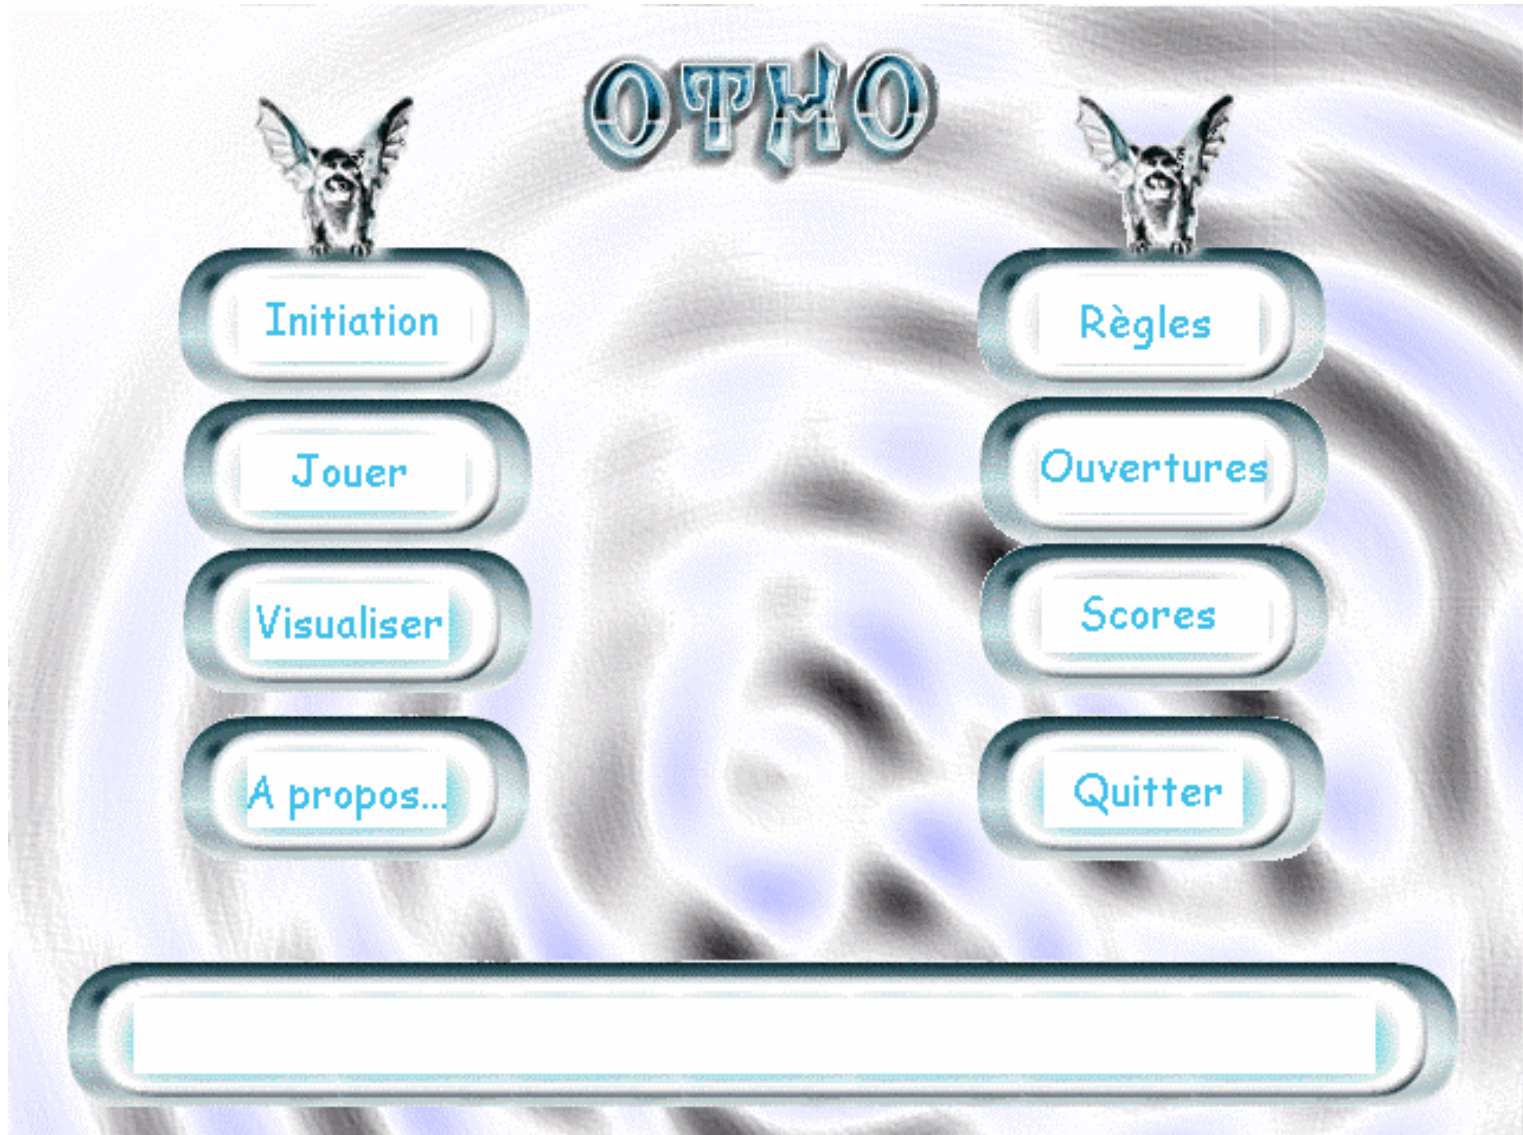 OTHO
Initiation
Jouer
Visualiser
A propos...
Règles
Ouvertures
Scores
Quitter